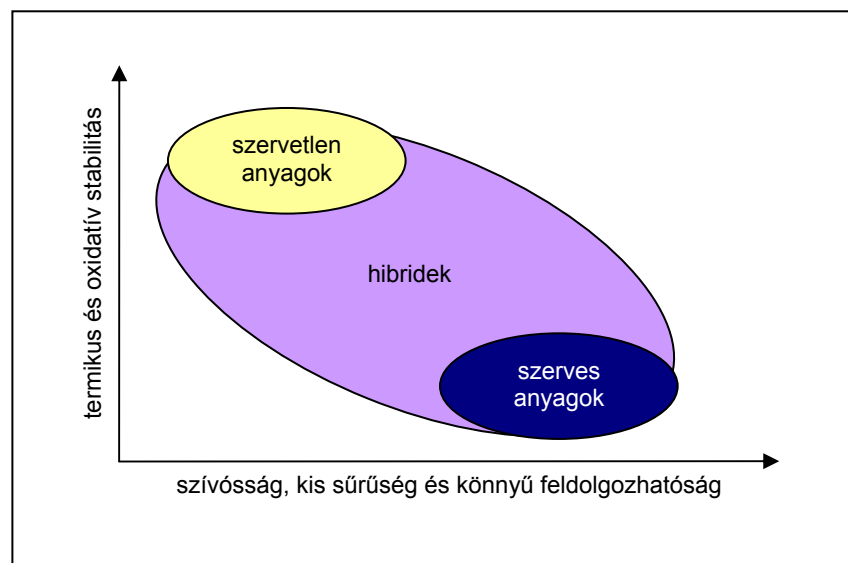 termikus és oxidatív stabilitás
szervetlen
anyagok
hibridek
szerves
anyagok
szívósság, kis sűrűség és könnyű feldolgozhatóság